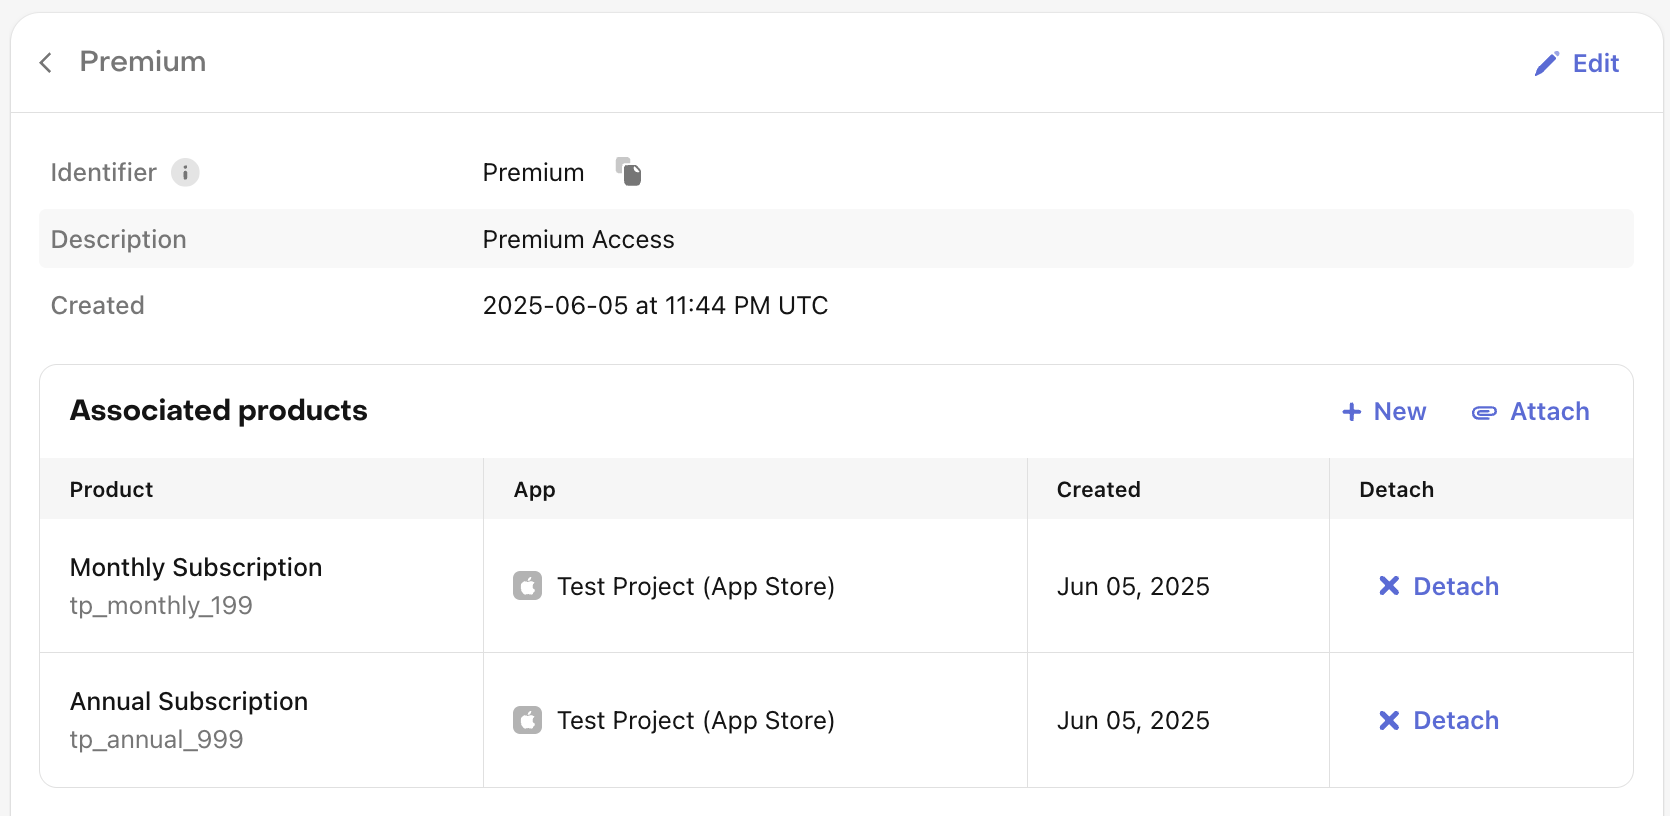 Premium
Edit
Identifier
Premium
Description
Premium Access
Created
2025-06-05 at 11:44 PM UTC
Associated products
New
Attach
Product
App
Created
Detach
Monthly Subscription
tp_monthly_199
Test Project (App Store)
Jun 05, 2025
Detach
Annual Subscription
tp_annual_999
Test Project (App Store)
Jun 05, 2025
Detach